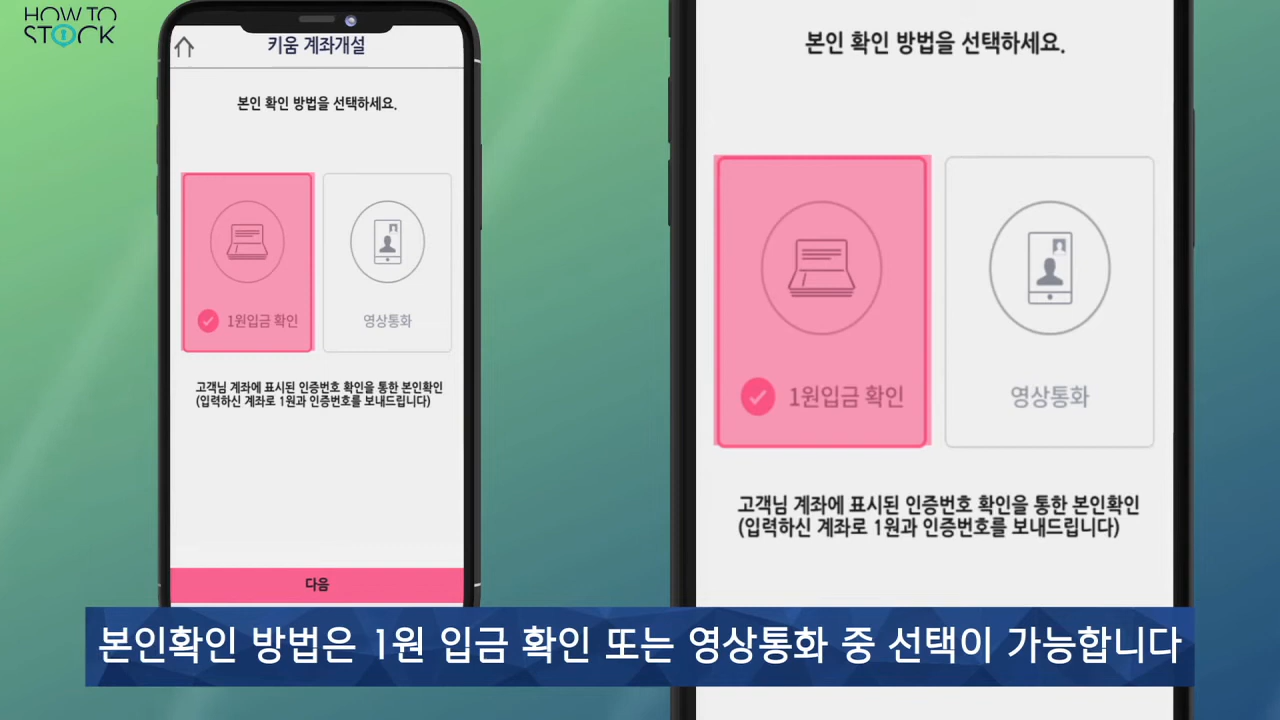 HOW TO
STOCK
키움 계좌개설
본인 확인 방법을 선택하세요.
1원입금 확인
영상통화
고객님 계좌에 표시된 인증번호 확인을 통한 본인확인
(입력하신 계좌로 1원과 인증번호를 보내드립니다)
다음
본인 확인 방법을 선택하세요.
1원입금 확인
영상통화
고객님 계좌에 표시된 인증번호 확인을 통한 본인확인
(입력하신 계좌로 1원과 인증번호를 보내드립니다)
본인확인 방법은 1원 입금 확인 또는 영상통화 중 선택이 가능합니다